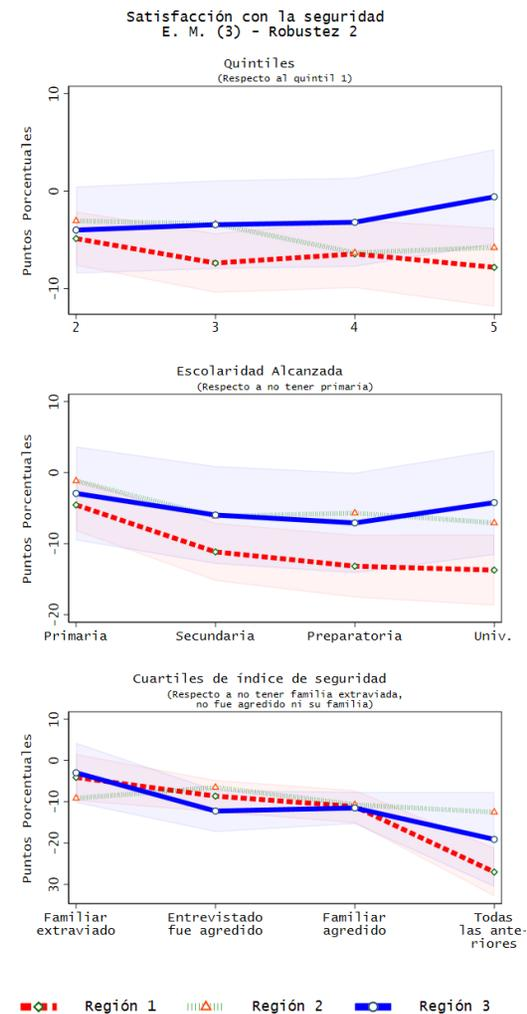 Satisfacción con la seguridad
E. M. (3) - Robustez 2
Quintiles
(Respecto al quintil 1)
Puntos Porcentuales
10
0
-10
2 3 4 5
Escolaridad Alcanzada
(Respecto a no tener primaria)
Puntos Porcentuales
10
0
-10
-20
Primaria Secundaria Preparatoria Univ.
Cuartiles de índice de seguridad
(Respecto a no tener familia extraviada,
no fue agredido ni su familia)
Puntos Porcentuales
10
0
-10
-20
30
Familiar Entrevistado Familiar Todas
extraviado fue agredido agredido las ante-
riores
Región 1 Región 2 Región 3